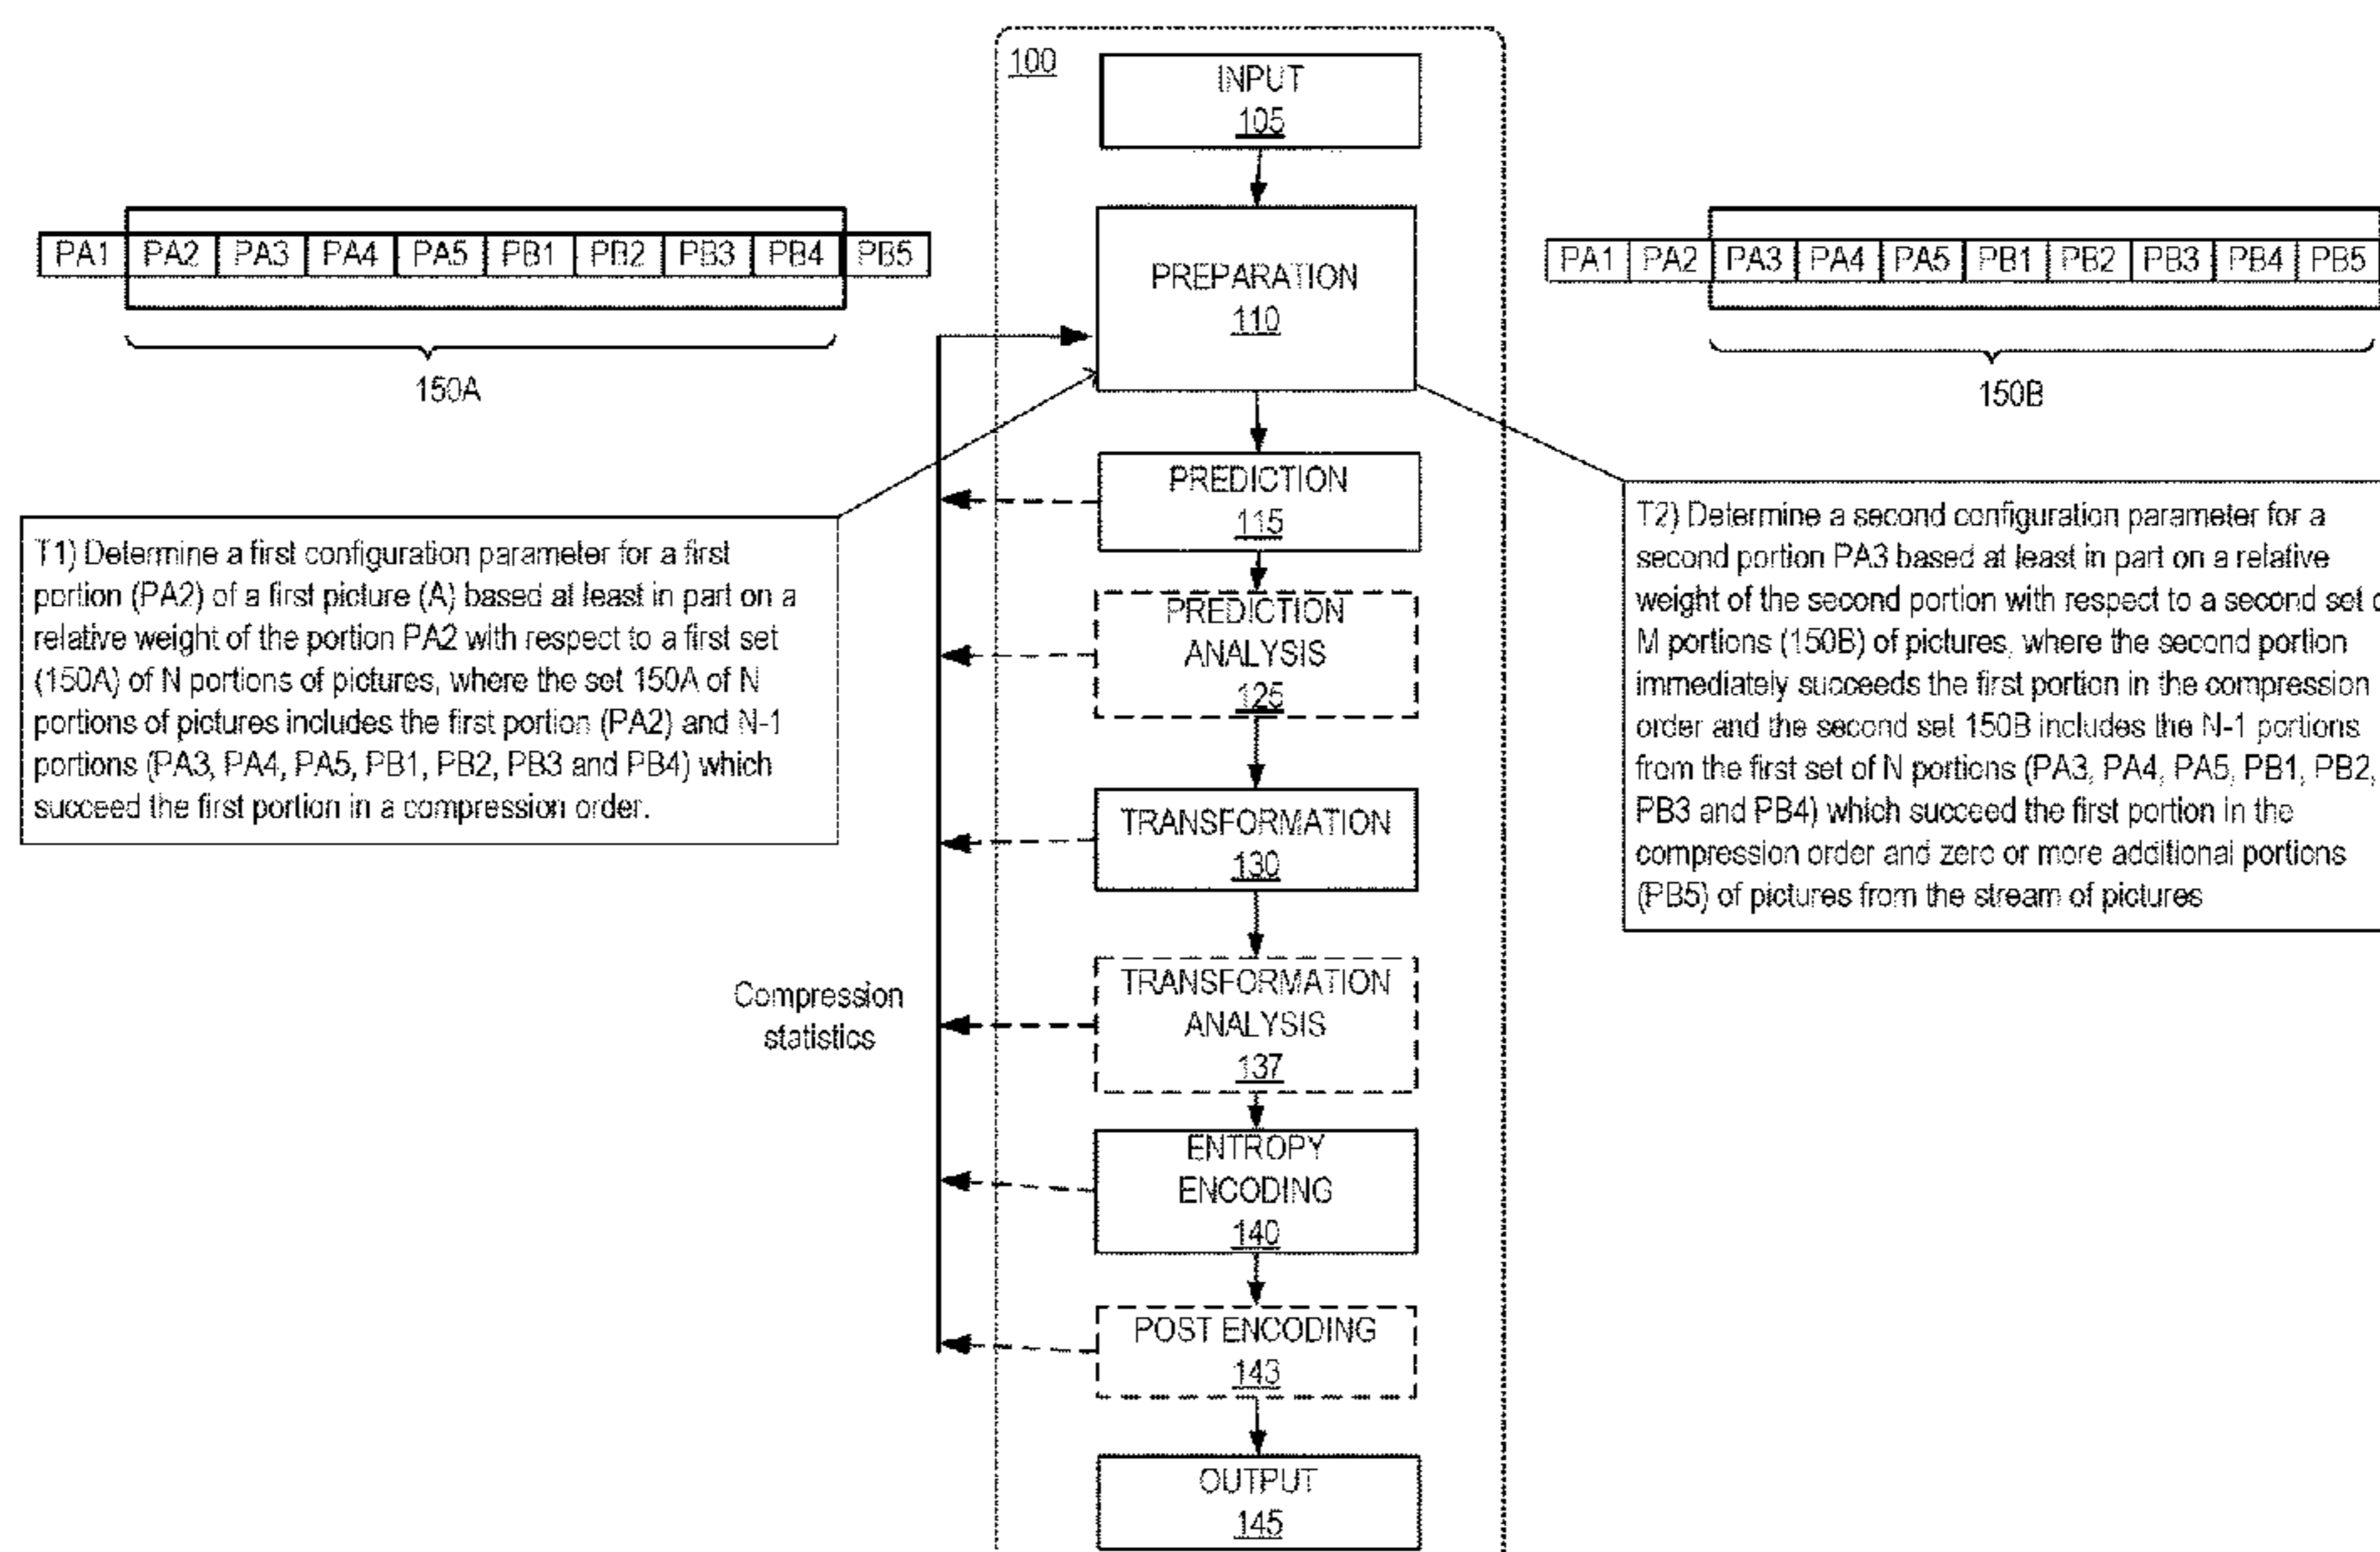 100
INPUT
105
PA1 PA2 PA3 PA4 PA5 PB1 PB2 PB3 PB4 PB5
150A
PREPARATION
110
PA1 PA2 PA3 PA4 PA5 PB1 PB2 PB3 PB4 PB5
150B
T1) Determine a first configuration parameter for a first
portion (PA2) of a first picture (A) based at least in part on a
relative weight of the portion PA2 with respect to a first set
(150A) of N portions of pictures, where the set 150A of N
portions of pictures includes the first portion (PA2) and N-1
portions (PA3, PA4, PA5, PB1, PB2, PB3 and PB4) which
succeed the first portion in a compression order.
PREDICTION
115
PREDICTION
ANALYSIS
125
TRANSFORMATION
130
TRANSFORMATION
ANALYSIS
137
Compression
statistics
ENTROPY
ENCODING
140
POST ENCODING
143
OUTPUT
145
T2) Determine a second configuration parameter for a
second portion PA3 based at least in part on a relative
weight of the second portion with respect to a second set
M portions (150B) of pictures, where the second portion
immediately succeeds the first portion in the compression
order and the second set 150B includes the N-1 portions
from the first set of N portions (PA3, PA4, PA5, PB1, PB2,
PB3 and PB4) which succeed the first portion in the
compression order and zero or more additional portions
(PB5) of pictures from the stream of pictures